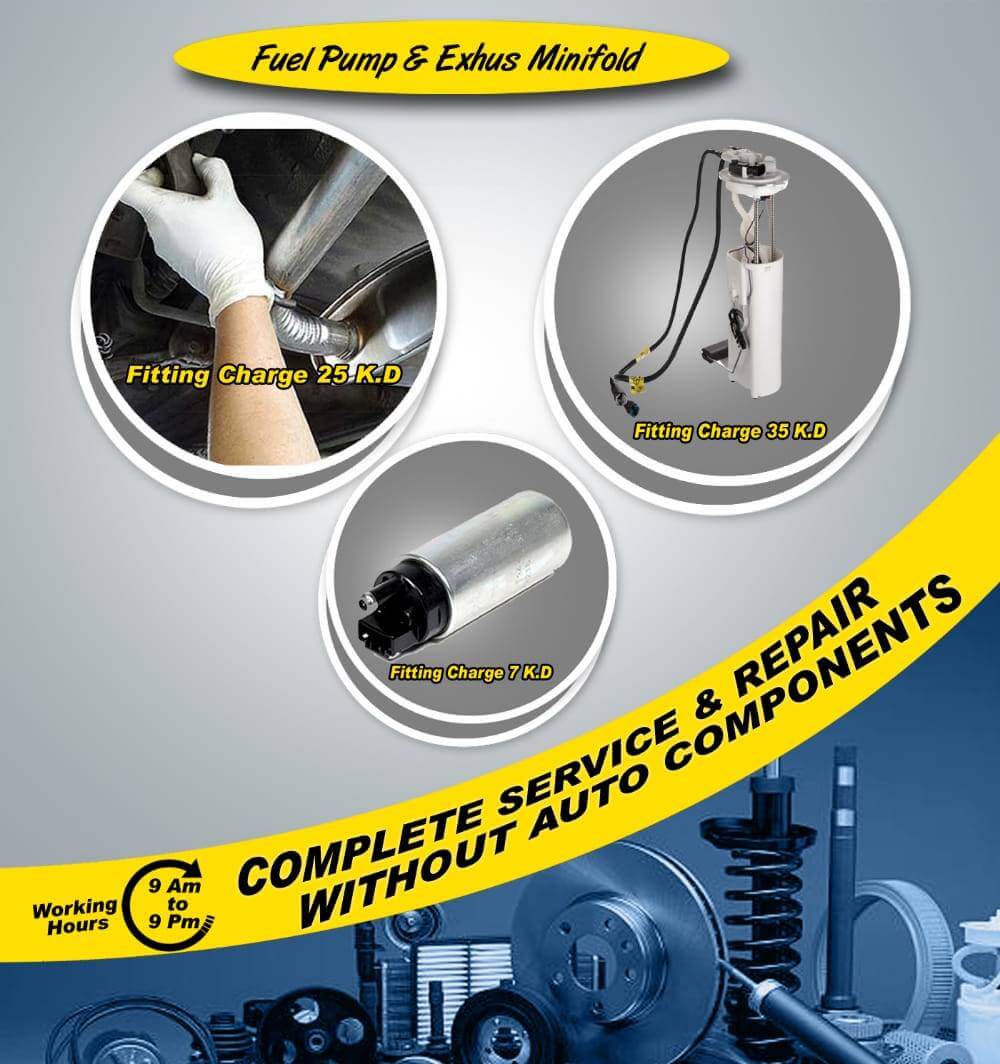 Fuel Pump & Exhus Minifold
Fitting Charge 25 K.D
Fitting Charge 35 K.D
Fitting Charge 7 K.D
COMPLETE SERVICE & REPAIR
WITHOUT AUTO COMPONENTS
Working
Hours
9 Am
to
9 Pm